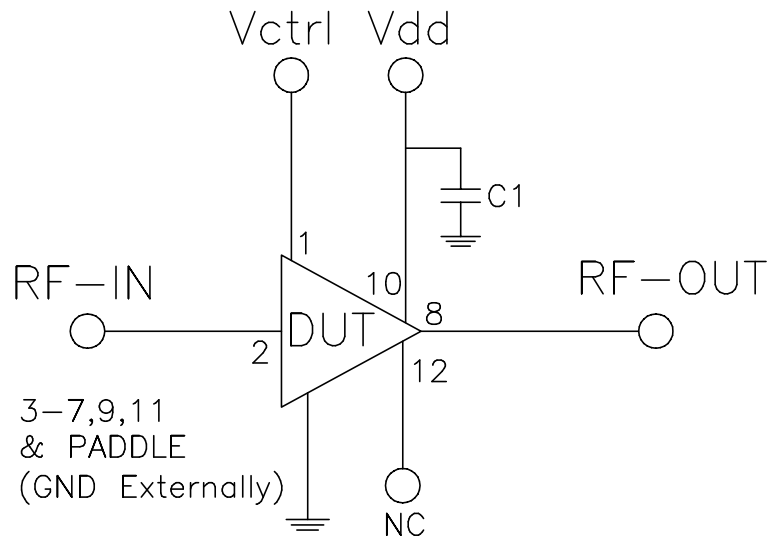 Vctrl Vdd
C1
1
10
RF-IN
RF-OUT
8
DUT
2
12
3-7,9,11
& PADDLE
(GND Externally)
NC